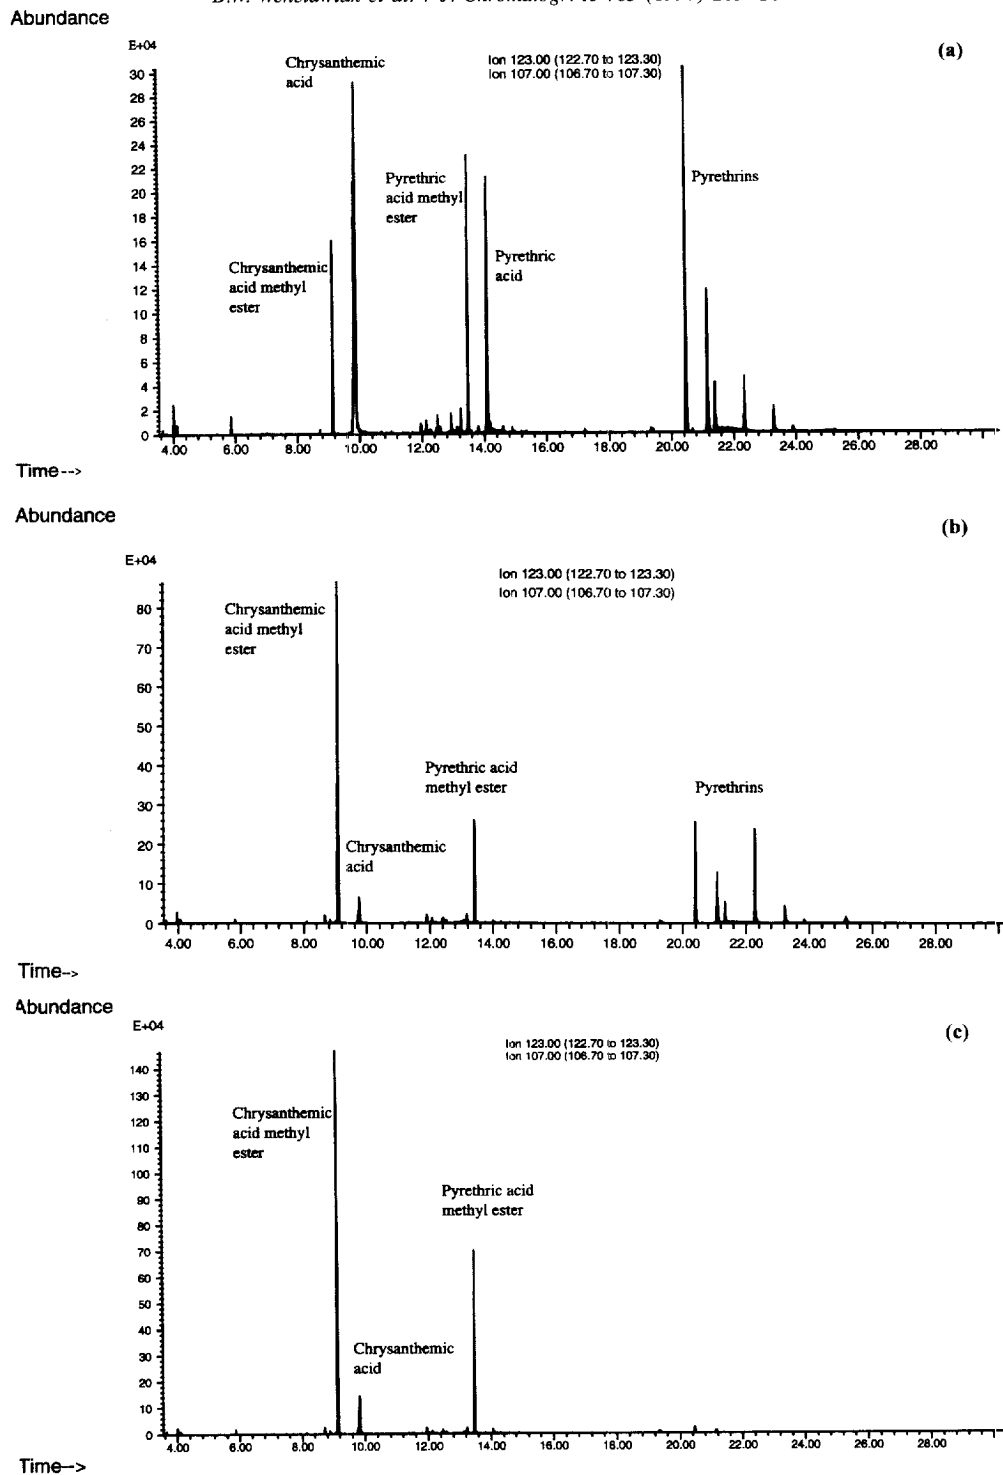 Abundance
E+04
(a)
Chrysanthemic
acid
Ion 123.00 (122.70 to 123.30)
Ion 107.00 (106.70 to 107.30)
30
28
26
24
22
20
18
16
14
12
10
8
6
4
2
0
Pyrethric
acid methyl
ester
Pyrethrins
Chrysanthemic
acid methyl
ester
Pyrethric
acid
4.00 6.00 8.00 10.00 12.00 14.00 16.00 18.00 20.00 22.00 24.00 26.00 28.00
Time-->
Abundance
(b)
E+04
Ion 123.00 (122.70 to 123.30)
Ion 107.00 (106.70 to 107.30)
80
70
60
50
40
30
20
10
0
Chrysanthemic
acid methyl
ester
Pyrethric acid
methyl ester
Pyrethrins
Chrysanthemic
acid
4.00 6.00 8.00 10.00 12.00 14.00 16.00 18.00 20.00 22.00 24.00 26.00 28.00
Time-->
Abundance
E+04
(c)
Ion 123.00 (122.70 to 123.30)
Ion 107.00 (106.70 to 107.30)
140
130
120
110
100
90
80
70
60
50
40
30
20
10
0
Chrysanthemic
acid methyl
ester
Pyrethric acid
methyl ester
Chrysanthemic
acid
4.00 6.00 8.00 10.00 12.00 14.00 16.00 18.00 20.00 22.00 24.00 26.00 28.00
Time-->